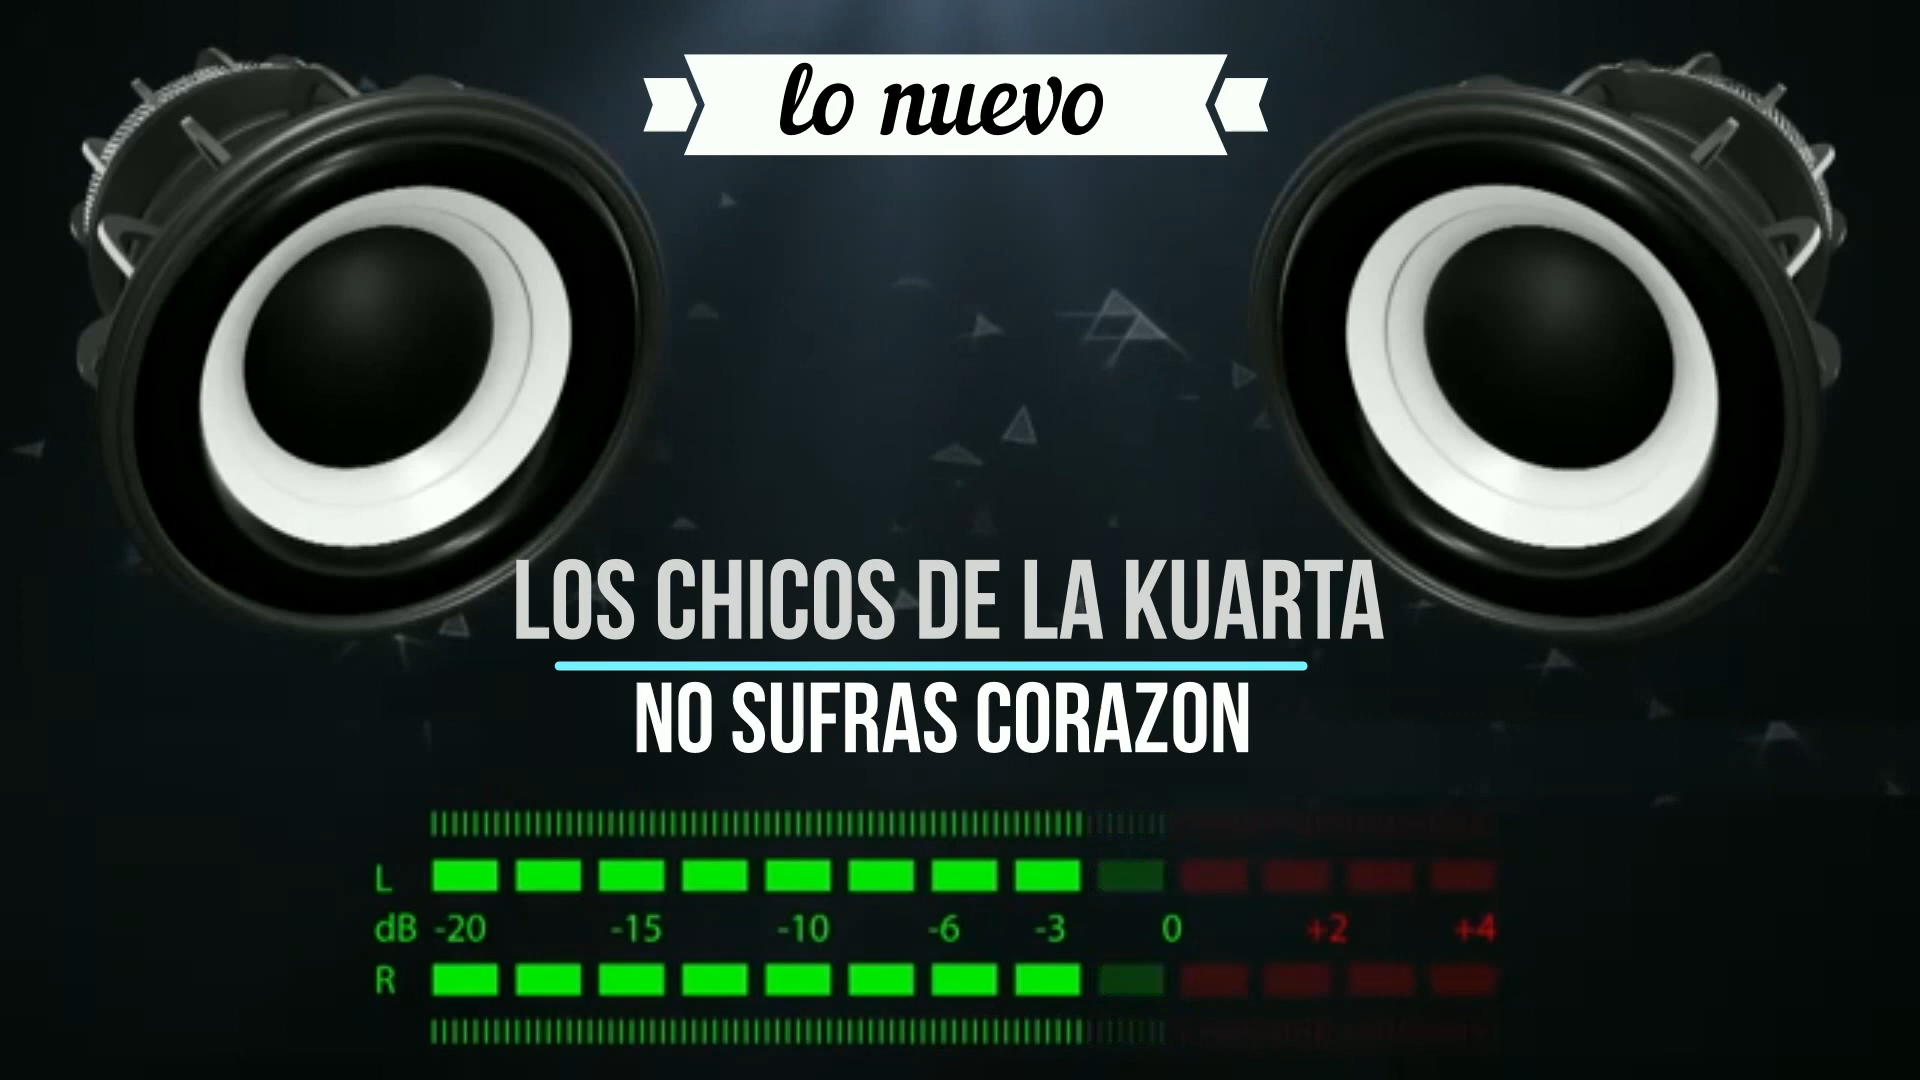 lo nuevo
LOS CHICOS DE LA KUARTA
NO SUFRAS CORAZON
L
dB -20 -15 -10 -6 -3 0 +2 +4
R